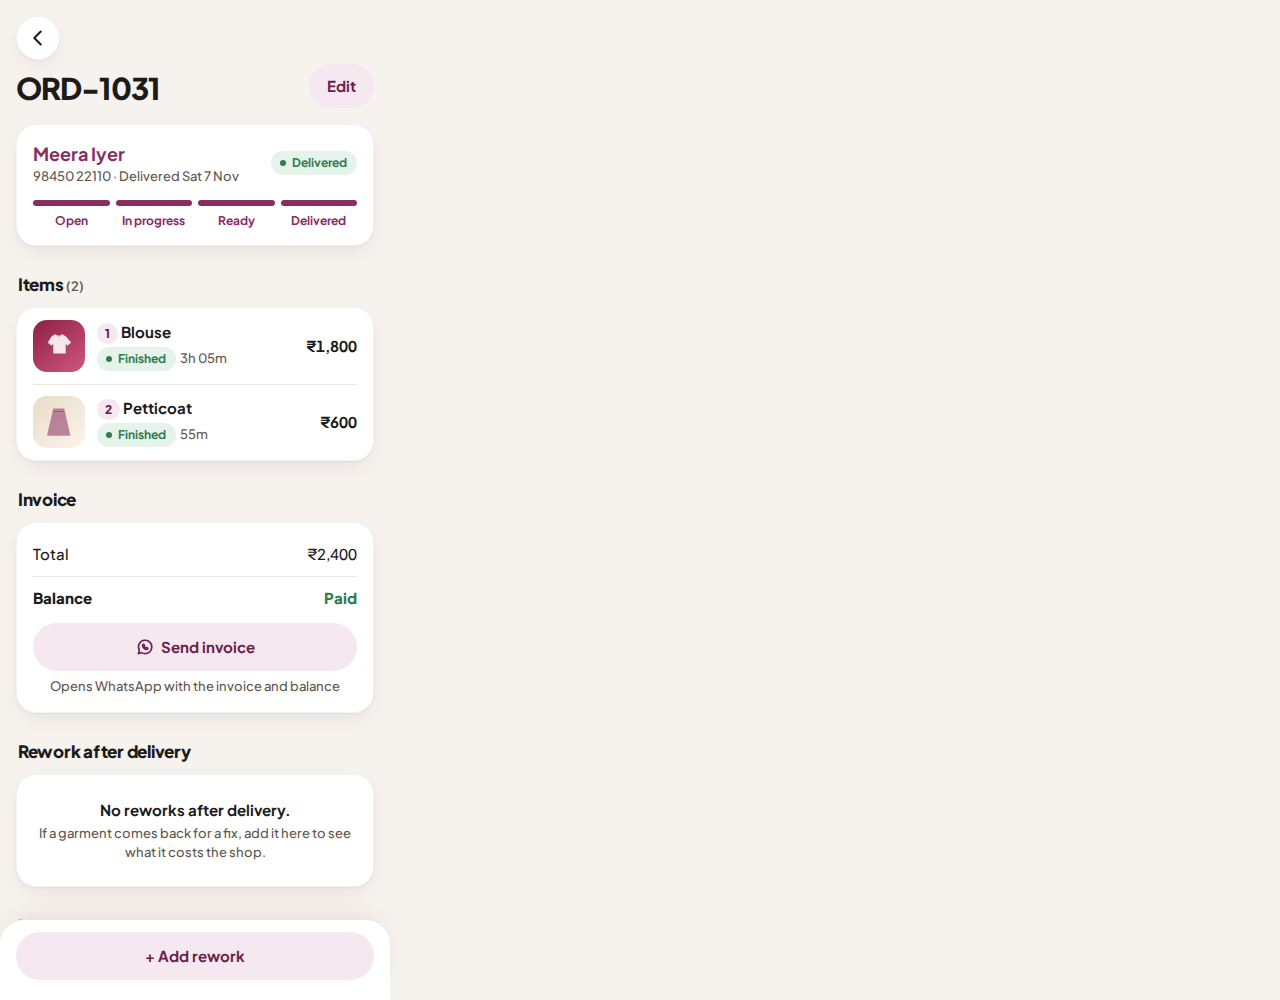 ORD-1031
Edit
Meera Iyer
98450 22110 · Delivered Sat 7 Nov
Delivered
Open
In progress
Ready
Delivered
Items (2)
1 Blouse
Finished 3h 05m
₹1,800
2 Petticoat
Finished 55m
₹600
Invoice
Total ₹2,400
Balance Paid
Send invoice
Opens WhatsApp with the invoice and balance
Rework after delivery
No reworks after delivery.
If a garment comes back for a fix, add it here to see
what it costs the shop.
+ Add rework